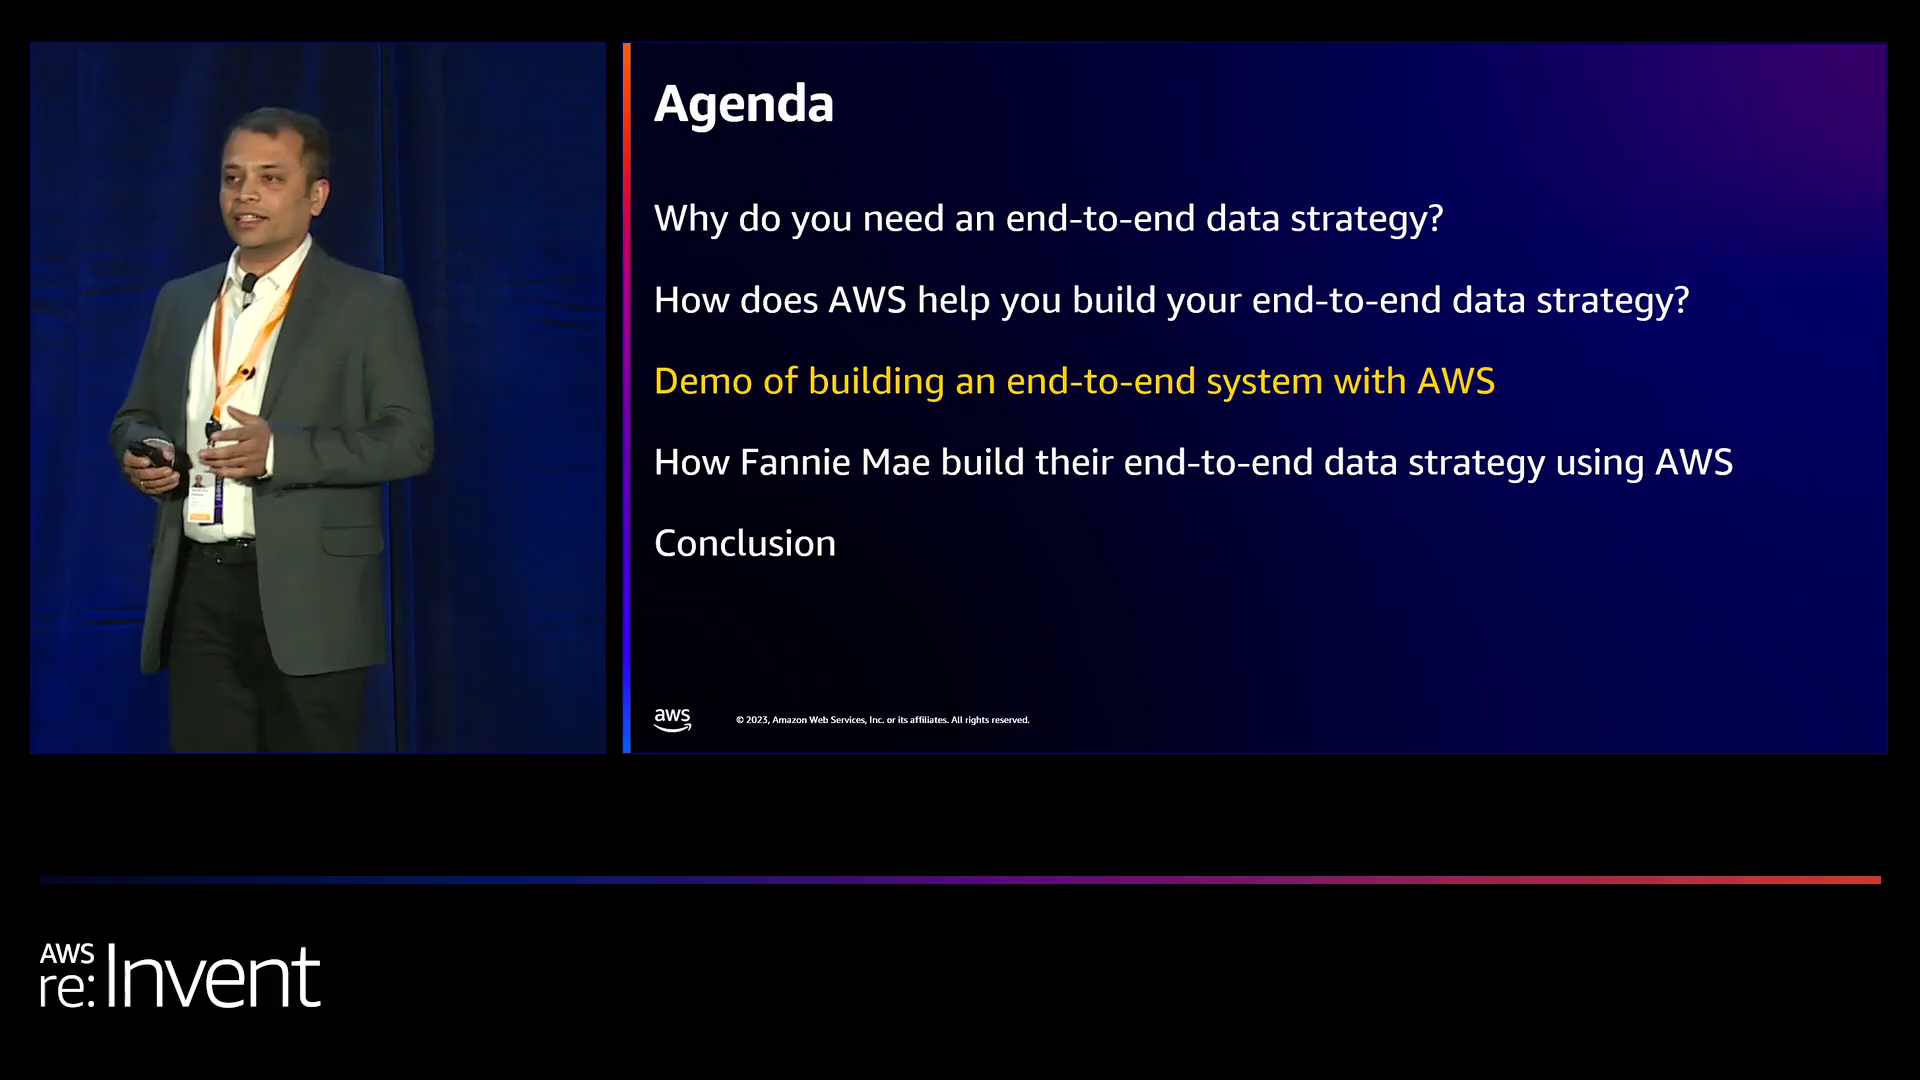 Agenda
Why do you need an end-to-end data strategy?
How does AWS help you build your end-to-end data strategy?
Demo of building an end-to-end system with AWS
How Fannie Mae build their end-to-end data strategy using AWS
Conclusion
aws
© 2023, Amazon Web Services, Inc. or its affiliates. All rights reserved.
AWS
re:Invent